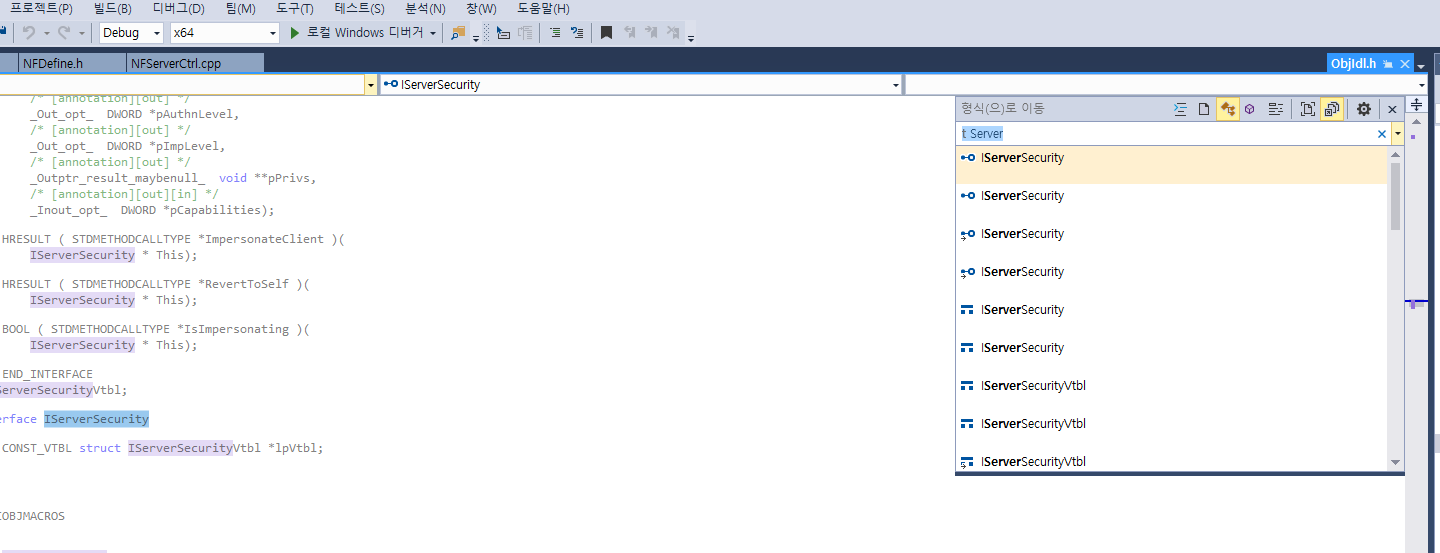 프로젝트(P) 빌드(B) 디버그(D) 팀(M) 도구(T) 테스트(S) 분석(N) 창(W) 도움말(H)
Debug x64 로컬 Windows 디버거
NFDefine.h NFServerCtrl.cpp ObjIdl.h
IServerSecurity
/* [annotation][out] */
_Out_opt_ DWORD *pAuthnLevel,
/* [annotation][out] */
_Out_opt_ DWORD *pImpLevel,
/* [annotation][out] */
_Outptr_result_maybenull_ void **pPrivs,
/* [annotation][out][in] */
_Inout_opt_ DWORD *pCapabilities);
HRESULT ( STDMETHODCALLTYPE *ImpersonateClient )(
IServerSecurity * This);
HRESULT ( STDMETHODCALLTYPE *RevertToSelf )(
IServerSecurity * This);
BOOL ( STDMETHODCALLTYPE *IsImpersonating )(
IServerSecurity * This);
END_INTERFACE
ServerSecurityVtbl;
erface IServerSecurity
CONST_VTBL struct IServerSecurityVtbl *lpVtbl;
OBJMACROS
형식(으)로 이동
t Server
IServerSecurity
IServerSecurity
IServerSecurity
IServerSecurity
IServerSecurity
IServerSecurity
IServerSecurityVtbl
IServerSecurityVtbl
IServerSecurityVtbl